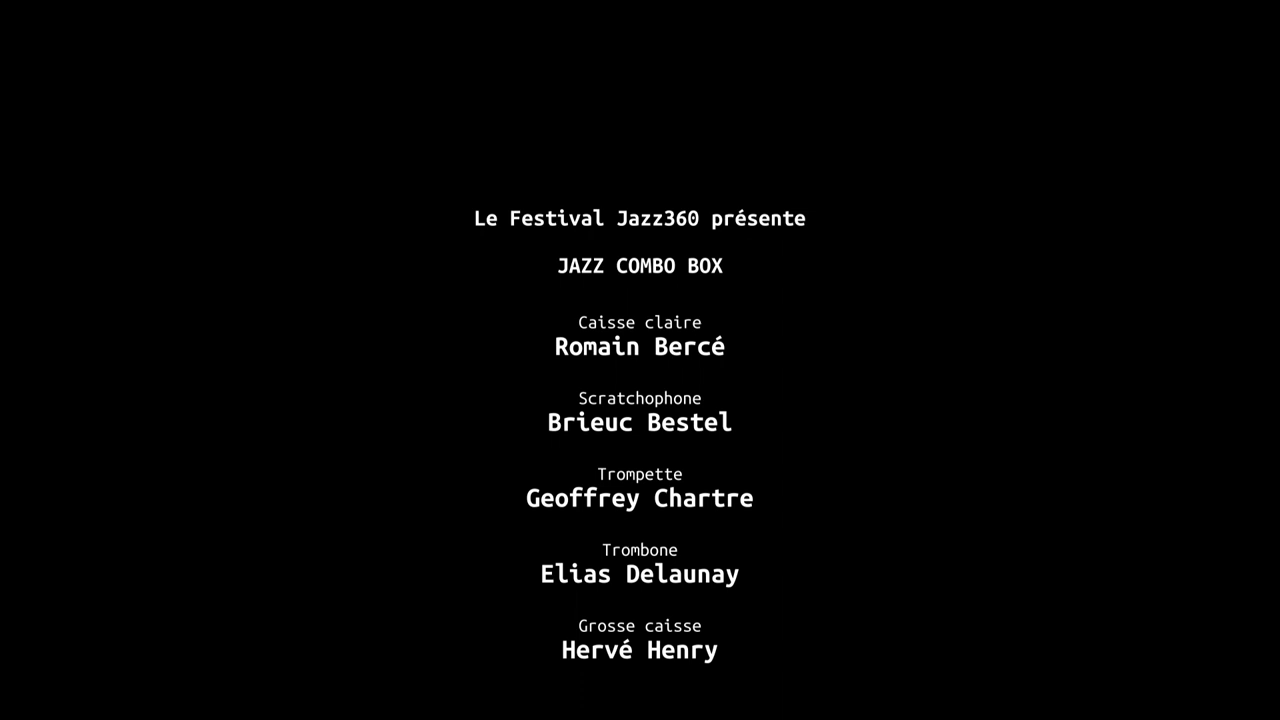 Le Festival Jazz360 présente
JAZZ COMBO BOX
Caisse claire
Romain Bercé
Scratchophone
Brieuc Bestel
Trompette
Geoffrey Chartre
Trombone
Elias Delaunay
Grosse caisse
Hervé Henry